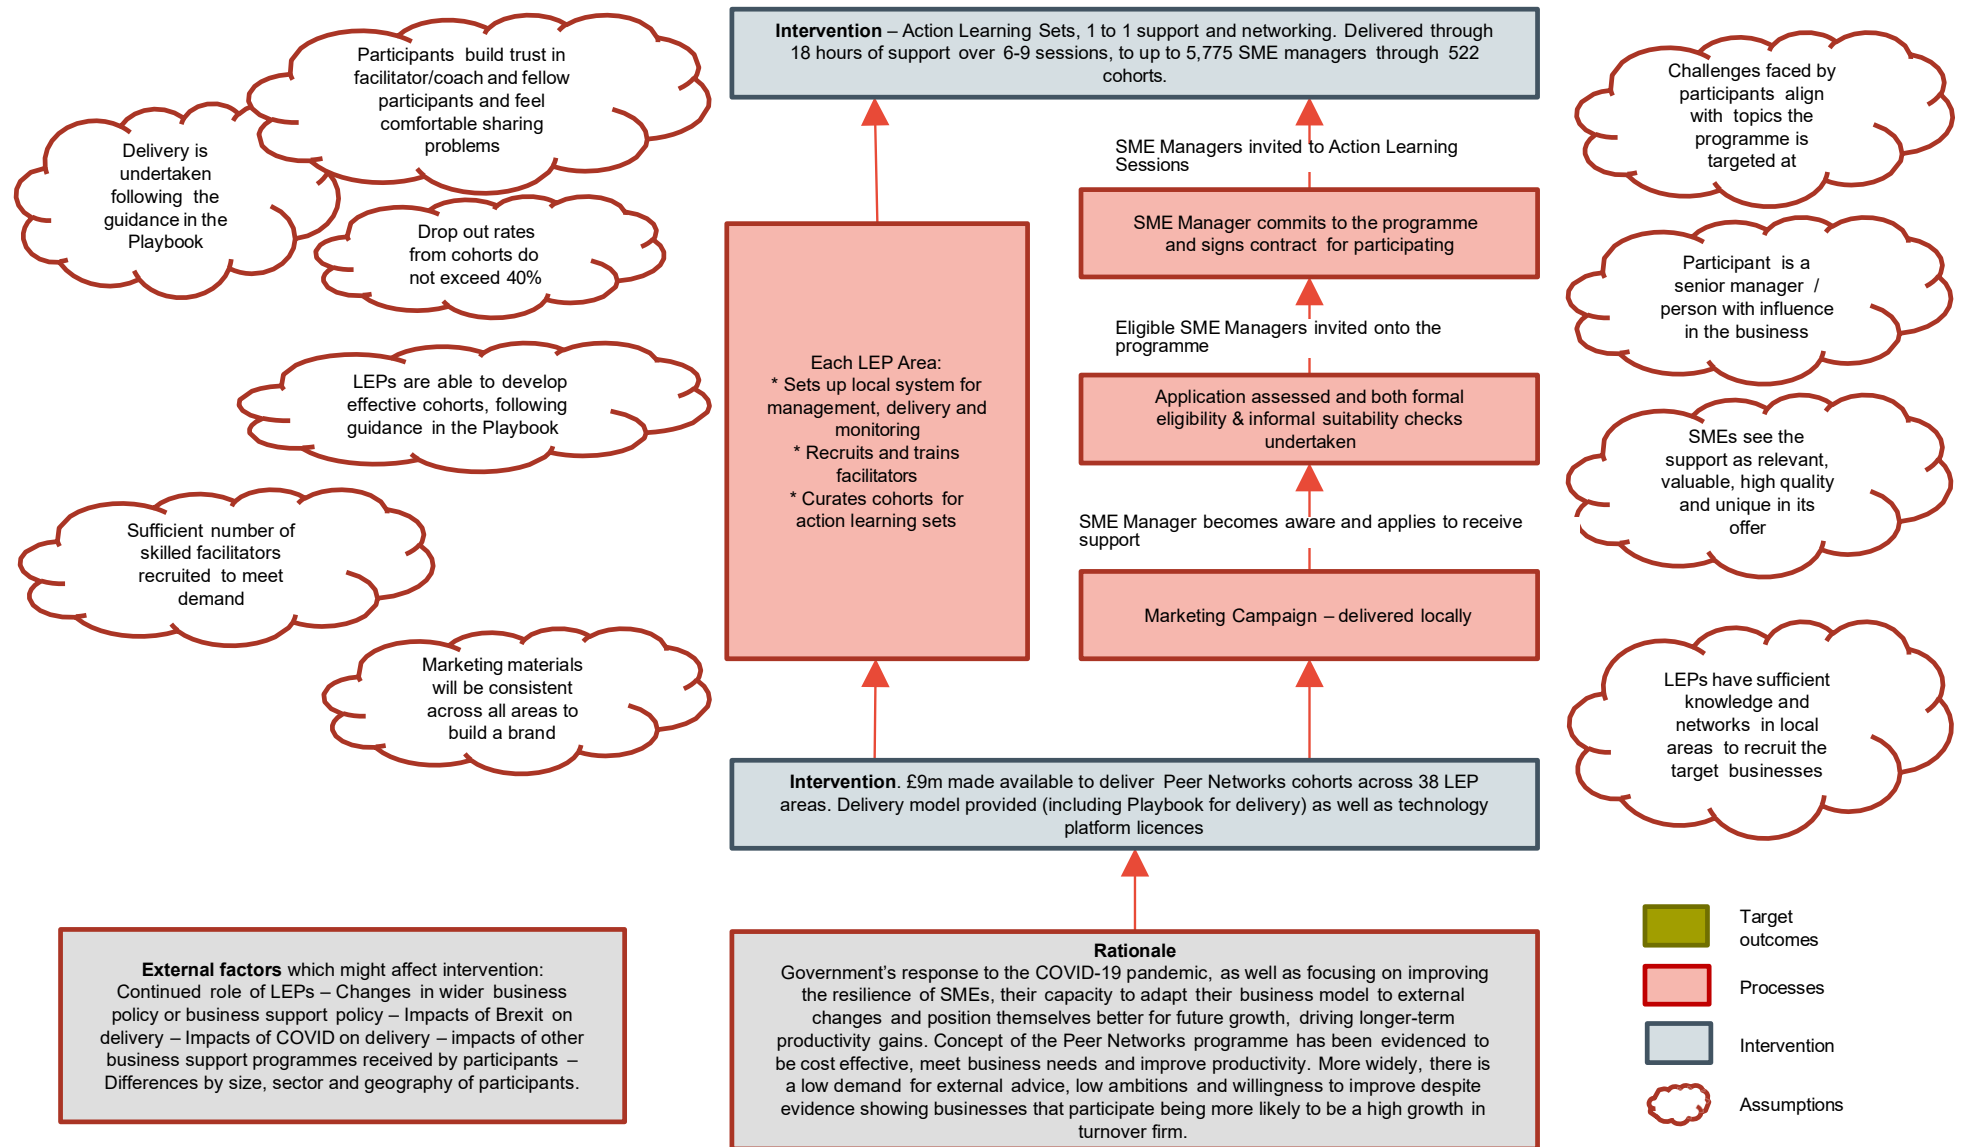 Intervention – Action Learning Sets, 1 to 1 support and networking. Delivered through
18 hours of support over 6-9 sessions, to up to 5,775 SME managers through 522
cohorts.
Participants build trust in
facilitator/coach and fellow
participants and feel
comfortable sharing
problems
Delivery is
undertaken
following the
guidance in the
Playbook
Drop out rates
from cohorts do
not exceed 40%
LEPs are able to develop
effective cohorts, following
guidance in the Playbook
Sufficient number of
skilled facilitators
recruited to meet
demand
Marketing materials
will be consistent
across all areas to
build a brand
Each LEP Area:
* Sets up local system for
management, delivery and
monitoring
* Recruits and trains
facilitators
* Curates cohorts for
action learning sets
SME Managers invited to Action Learning
Sessions
SME Manager commits to the programme
and signs contract for participating
Eligible SME Managers invited onto the
programme
Application assessed and both formal
eligibility & informal suitability checks
undertaken
SME Manager becomes aware and applies to receive
support
Marketing Campaign – delivered locally
Challenges faced by
participants align
with topics the
programme is
targeted at
Participant is a
senior manager /
person with influence
in the business
SMEs see the
support as relevant,
valuable, high quality
and unique in its
offer
LEPs have sufficient
knowledge and
networks in local
areas to recruit the
target businesses
Intervention. £9m made available to deliver Peer Networks cohorts across 38 LEP
areas. Delivery model provided (including Playbook for delivery) as well as technology
platform licences
External factors which might affect intervention:
Continued role of LEPs – Changes in wider business
policy or business support policy – Impacts of Brexit on
delivery – Impacts of COVID on delivery – impacts of other
business support programmes received by participants –
Differences by size, sector and geography of participants.
Rationale
Government's response to the COVID-19 pandemic, as well as focusing on improving
the resilience of SMEs, their capacity to adapt their business model to external
changes and position themselves better for future growth, driving longer-term
productivity gains. Concept of the Peer Networks programme has been evidenced to
be cost effective, meet business needs and improve productivity. More widely, there is
a low demand for external advice, low ambitions and willingness to improve despite
evidence showing businesses that participate being more likely to be a high growth in
turnover firm.
Target
outcomes
Processes
Intervention
Assumptions